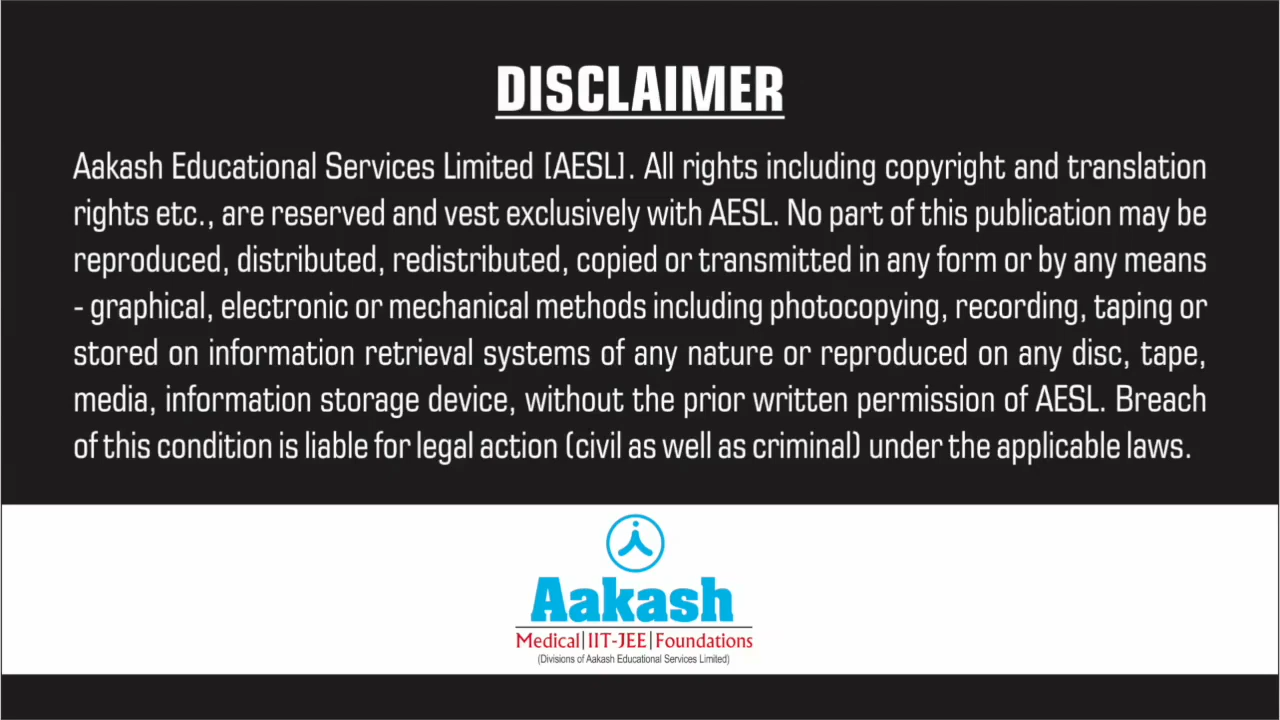 DISCLAIMER
Aakash Educational Services Limited [AESL]. All rights including copyright and translation
rights etc., are reserved and vest exclusively with AESL. No part of this publication may be
reproduced, distributed, redistributed, copied or transmitted in any form or by any means
- graphical, electronic or mechanical methods including photocopying, recording, taping or
stored on information retrieval systems of any nature or reproduced on any disc, tape,
media, information storage device, without the prior written permission of AESL. Breach
of this condition is liable for legal action (civil as well as criminal) under the applicable laws.
Aakash
Medical|IIT-JEE|Foundations
(Divisions of Aakash Educational Services Limited)